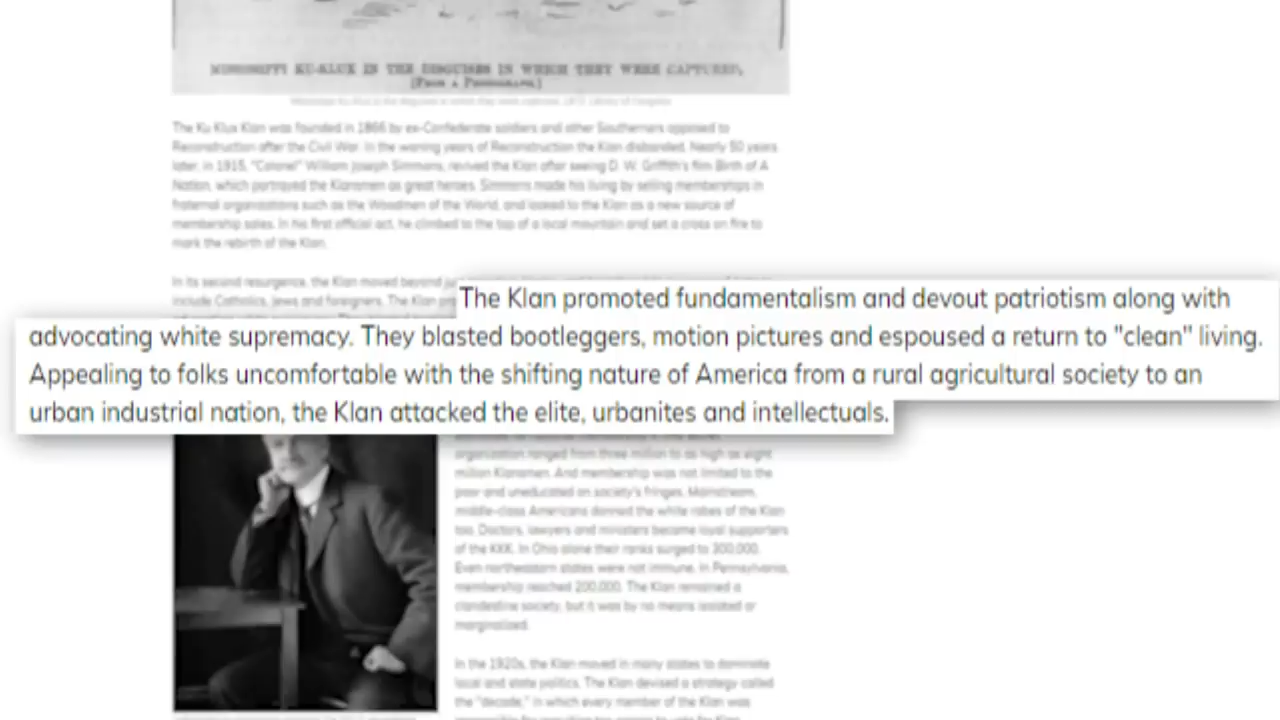 MISSISSIPPI KU-KLUX IN THE DISGUISES IN WHICH THEY WERE CAPTURED,
[FROM A PHOTOGRAPH]
The Ku Klux Klan was founded in 1866 by ex-Confederate soldiers and other Southerners opposed to
Reconstruction after the Civil War. In the waning years of Reconstruction the Klan disbanded. Nearly 50 years
later, in 1915, "Colonel" William Joseph Simmons, revived the Klan after seeing D. W. Griffith's film Birth of A
Nation, which portrayed the Klansmen as great heroes. Simmons made his living by selling memberships in
fraternal organizations such as the Woodmen of the World, and looked to the Klan as a new source of
membership sales. In his first official act, he climbed to the top of a local mountain and set a cross on fire to
mark the rebirth of the Klan.
In its second resurgence, the Klan moved beyond
include Catholics, Jews and foreigners. The Klan
The Klan promoted fundamentalism and devout patriotism along with
advocating white supremacy. They blasted bootleggers, motion pictures and espoused a return to "clean" living.
Appealing to folks uncomfortable with the shifting nature of America from a rural agricultural society to an
urban industrial nation, the Klan attacked the elite, urbanites and intellectuals.
organization ranged from three million to as high as eight
million Klansmen. And membership was not limited to the
poor and uneducated on society's fringes. Mainstream,
middle-class Americans donned the white robes of the Klan
too. Doctors, lawyers and ministers became loyal supporters
of the KKK. In Ohio alone their ranks surged to 300,000.
Even northeastern states were not immune. In Pennsylvania,
membership reached 200,000. The Klan remained a
clandestine society, but it was by no means isolated or
marginalized.
In the 1920s, the Klan moved in many states to dominate
local and state politics. The Klan devised a strategy called
the "decade," in which every member of the Klan was